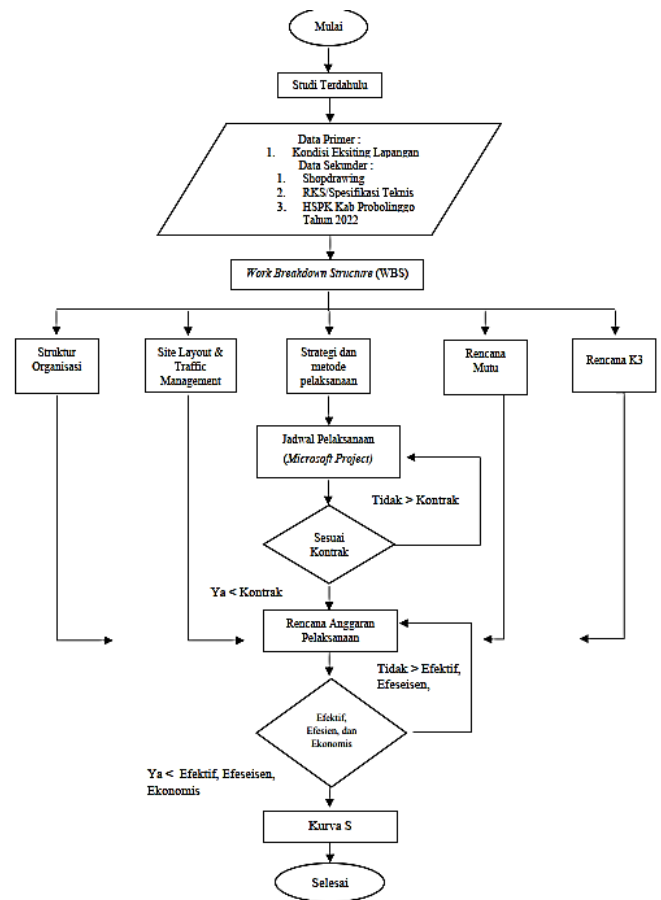 Mulai
Studi Terdahulu
Data Primer :
1. Kondisi Eksiting Lapangan
Data Sekunder :
1. Shopdrawing
2. RKS/Spesifikasi Teknis
3. HSPK Kab Probolinggo
Tahun 2022
Work Breakdown Structure (WBS)
Struktur
Organisasi
Site Layout &
Traffic
Management
Strategi dan
metode
pelaksanaan
Rencana
Mutu
Rencana K3
Jadwal Pelaksanaan
(Microsoft Project)
Tidak > Kontrak
Sesuai
Kontrak
Ya < Kontrak
Rencana Anggaran
Pelaksanaan
Tidak > Efektif,
Efeseisen,
Efektif,
Efesien, dan
Ekonomis
Ya < Efektif, Efeseisen,
Ekonomis
Kurva S
Selesai